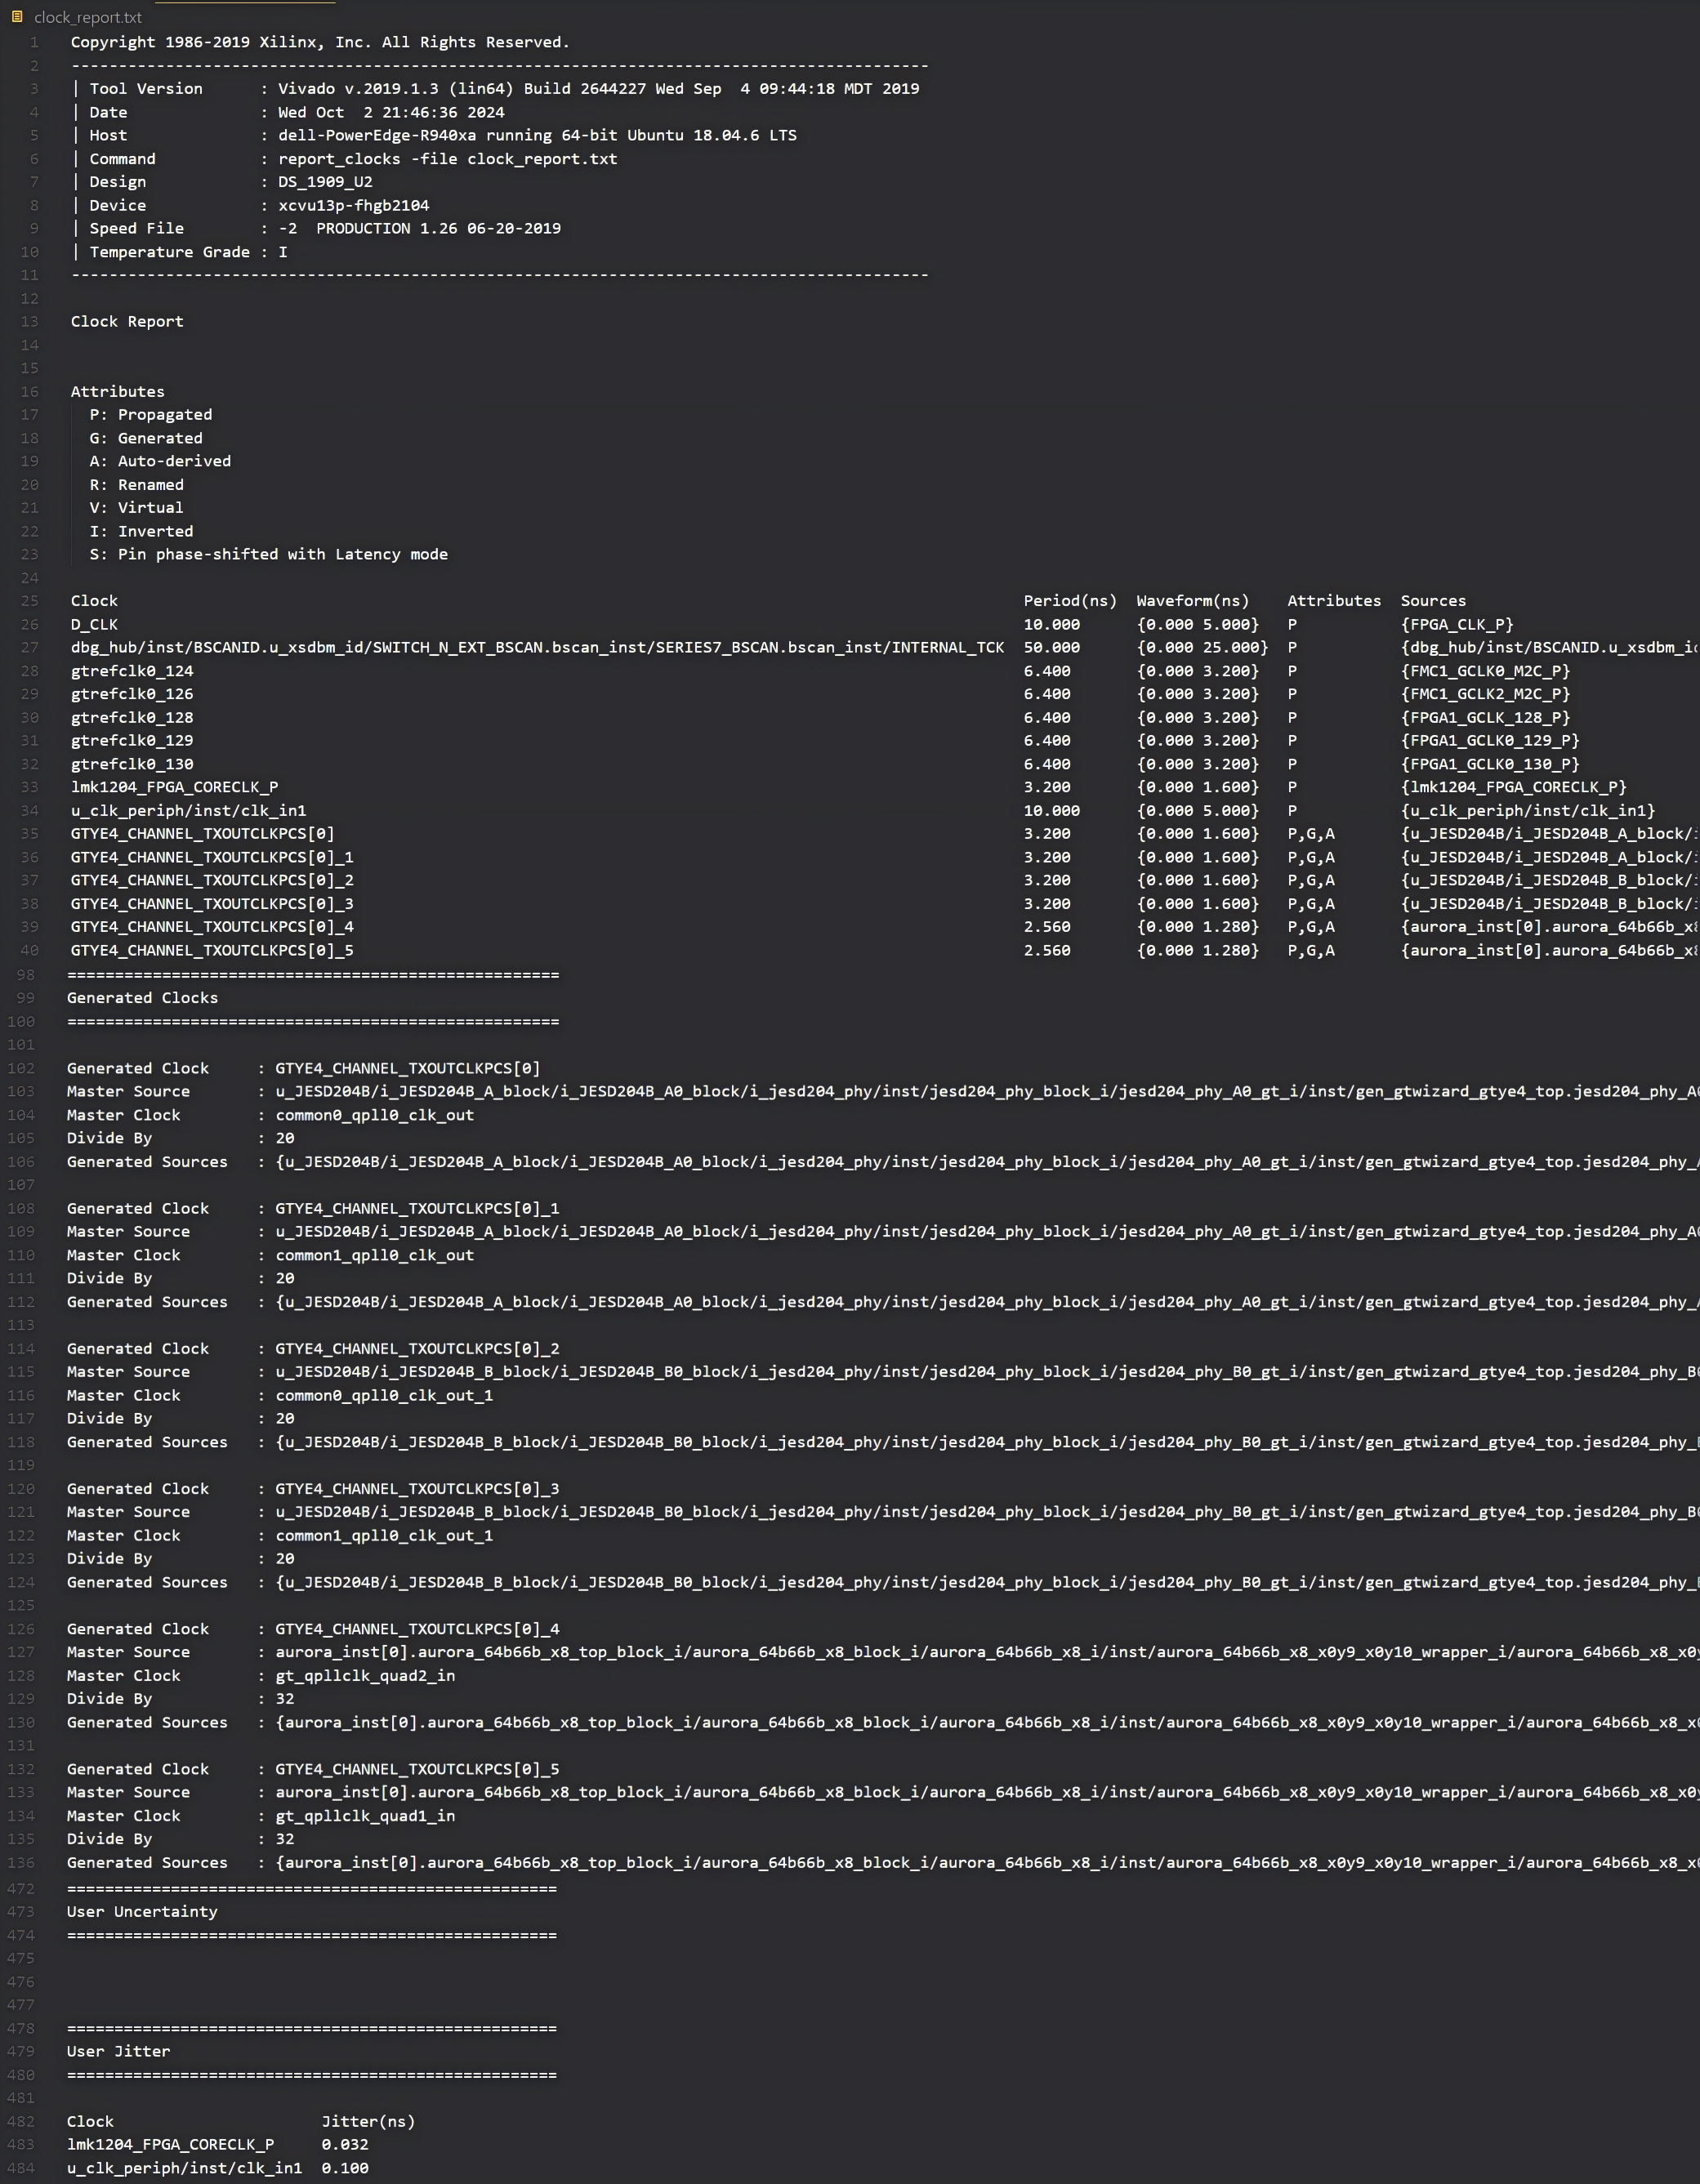 clock_report.txt
1 Copyright 1986-2019 Xilinx, Inc. All Rights Reserved.
2 -------------------------------------------------------------------------------------------
3 | Tool Version      : Vivado v.2019.1.3 (lin64) Build 2644227 Wed Sep  4 09:44:18 MDT 2019
4 | Date              : Wed Oct  2 21:46:36 2024
5 | Host              : dell-PowerEdge-R940xa running 64-bit Ubuntu 18.04.6 LTS
6 | Command           : report_clocks -file clock_report.txt
7 | Design            : DS_1909_U2
8 | Device            : xcvu13p-fhgb2104
9 | Speed File        : -2  PRODUCTION 1.26 06-20-2019
10 | Temperature Grade : I
11 -------------------------------------------------------------------------------------------
12
13 Clock Report
14
15
16 Attributes
17   P: Propagated
18   G: Generated
19   A: Auto-derived
20   R: Renamed
21   V: Virtual
22   I: Inverted
23   S: Pin phase-shifted with Latency mode
24
25 Clock Period(ns) Waveform(ns) Attributes Sources
26 D_CLK 10.000 {0.000 5.000} P {FPGA_CLK_P}
27 dbg_hub/inst/BSCANID.u_xsdbm_id/SWITCH_N_EXT_BSCAN.bscan_inst/SERIES7_BSCAN.bscan_inst/INTERNAL_TCK 50.000 {0.000 25.000} P {dbg_hub/inst/BSCANID.u_xsdbm_i
28 gtrefclk0_124 6.400 {0.000 3.200} P {FMC1_GCLK0_M2C_P}
29 gtrefclk0_126 6.400 {0.000 3.200} P {FMC1_GCLK2_M2C_P}
30 gtrefclk0_128 6.400 {0.000 3.200} P {FPGA1_GCLK_128_P}
31 gtrefclk0_129 6.400 {0.000 3.200} P {FPGA1_GCLK0_129_P}
32 gtrefclk0_130 6.400 {0.000 3.200} P {FPGA1_GCLK0_130_P}
33 lmk1204_FPGA_CORECLK_P 3.200 {0.000 1.600} P {lmk1204_FPGA_CORECLK_P}
34 u_clk_periph/inst/clk_in1 10.000 {0.000 5.000} P {u_clk_periph/inst/clk_in1}
35 GTYE4_CHANNEL_TXOUTCLKPCS[0] 3.200 {0.000 1.600} P,G,A {u_JESD204B/i_JESD204B_A_block/
36 GTYE4_CHANNEL_TXOUTCLKPCS[0]_1 3.200 {0.000 1.600} P,G,A {u_JESD204B/i_JESD204B_A_block/
37 GTYE4_CHANNEL_TXOUTCLKPCS[0]_2 3.200 {0.000 1.600} P,G,A {u_JESD204B/i_JESD204B_B_block/
38 GTYE4_CHANNEL_TXOUTCLKPCS[0]_3 3.200 {0.000 1.600} P,G,A {u_JESD204B/i_JESD204B_B_block/
39 GTYE4_CHANNEL_TXOUTCLKPCS[0]_4 2.560 {0.000 1.280} P,G,A {aurora_inst[0].aurora_64b66b_x
40 GTYE4_CHANNEL_TXOUTCLKPCS[0]_5 2.560 {0.000 1.280} P,G,A {aurora_inst[0].aurora_64b66b_x
98 ====================================================
99 Generated Clocks
100 ====================================================
101
102 Generated Clock     : GTYE4_CHANNEL_TXOUTCLKPCS[0]
103 Master Source       : u_JESD204B/i_JESD204B_A_block/i_JESD204B_A0_block/i_jesd204_phy/inst/jesd204_phy_block_i/jesd204_phy_A0_gt_i/inst/gen_gtwizard_gtye4_top.jesd204_phy_A
104 Master Clock        : common0_qpll0_clk_out
105 Divide By           : 20
106 Generated Sources   : {u_JESD204B/i_JESD204B_A_block/i_JESD204B_A0_block/i_jesd204_phy/inst/jesd204_phy_block_i/jesd204_phy_A0_gt_i/inst/gen_gtwizard_gtye4_top.jesd204_phy_
107
108 Generated Clock     : GTYE4_CHANNEL_TXOUTCLKPCS[0]_1
109 Master Source       : u_JESD204B/i_JESD204B_A_block/i_JESD204B_A0_block/i_jesd204_phy/inst/jesd204_phy_block_i/jesd204_phy_A0_gt_i/inst/gen_gtwizard_gtye4_top.jesd204_phy_A
110 Master Clock        : common1_qpll0_clk_out
111 Divide By           : 20
112 Generated Sources   : {u_JESD204B/i_JESD204B_A_block/i_JESD204B_A0_block/i_jesd204_phy/inst/jesd204_phy_block_i/jesd204_phy_A0_gt_i/inst/gen_gtwizard_gtye4_top.jesd204_phy_
113
114 Generated Clock     : GTYE4_CHANNEL_TXOUTCLKPCS[0]_2
115 Master Source       : u_JESD204B/i_JESD204B_B_block/i_JESD204B_B0_block/i_jesd204_phy/inst/jesd204_phy_block_i/jesd204_phy_B0_gt_i/inst/gen_gtwizard_gtye4_top.jesd204_phy_B
116 Master Clock        : common0_qpll0_clk_out_1
117 Divide By           : 20
118 Generated Sources   : {u_JESD204B/i_JESD204B_B_block/i_JESD204B_B0_block/i_jesd204_phy/inst/jesd204_phy_block_i/jesd204_phy_B0_gt_i/inst/gen_gtwizard_gtye4_top.jesd204_phy_
119
120 Generated Clock     : GTYE4_CHANNEL_TXOUTCLKPCS[0]_3
121 Master Source       : u_JESD204B/i_JESD204B_B_block/i_JESD204B_B0_block/i_jesd204_phy/inst/jesd204_phy_block_i/jesd204_phy_B0_gt_i/inst/gen_gtwizard_gtye4_top.jesd204_phy_B
122 Master Clock        : common1_qpll0_clk_out_1
123 Divide By           : 20
124 Generated Sources   : {u_JESD204B/i_JESD204B_B_block/i_JESD204B_B0_block/i_jesd204_phy/inst/jesd204_phy_block_i/jesd204_phy_B0_gt_i/inst/gen_gtwizard_gtye4_top.jesd204_phy_
125
126 Generated Clock     : GTYE4_CHANNEL_TXOUTCLKPCS[0]_4
127 Master Source       : aurora_inst[0].aurora_64b66b_x8_top_block_i/aurora_64b66b_x8_block_i/aurora_64b66b_x8_i/inst/aurora_64b66b_x8_x0y9_x0y10_wrapper_i/aurora_64b66b_x8_x0
128 Master Clock        : gt_qpllclk_quad2_in
129 Divide By           : 32
130 Generated Sources   : {aurora_inst[0].aurora_64b66b_x8_top_block_i/aurora_64b66b_x8_block_i/aurora_64b66b_x8_i/inst/aurora_64b66b_x8_x0y9_x0y10_wrapper_i/aurora_64b66b_x8_x
131
132 Generated Clock     : GTYE4_CHANNEL_TXOUTCLKPCS[0]_5
133 Master Source       : aurora_inst[0].aurora_64b66b_x8_top_block_i/aurora_64b66b_x8_block_i/aurora_64b66b_x8_i/inst/aurora_64b66b_x8_x0y9_x0y10_wrapper_i/aurora_64b66b_x8_x0
134 Master Clock        : gt_qpllclk_quad1_in
135 Divide By           : 32
136 Generated Sources   : {aurora_inst[0].aurora_64b66b_x8_top_block_i/aurora_64b66b_x8_block_i/aurora_64b66b_x8_i/inst/aurora_64b66b_x8_x0y9_x0y10_wrapper_i/aurora_64b66b_x8_x
472 ====================================================
473 User Uncertainty
474 ====================================================
475
476
477
478 ====================================================
479 User Jitter
480 ====================================================
481
482 Clock                      Jitter(ns)
483 lmk1204_FPGA_CORECLK_P     0.032
484 u_clk_periph/inst/clk_in1  0.100